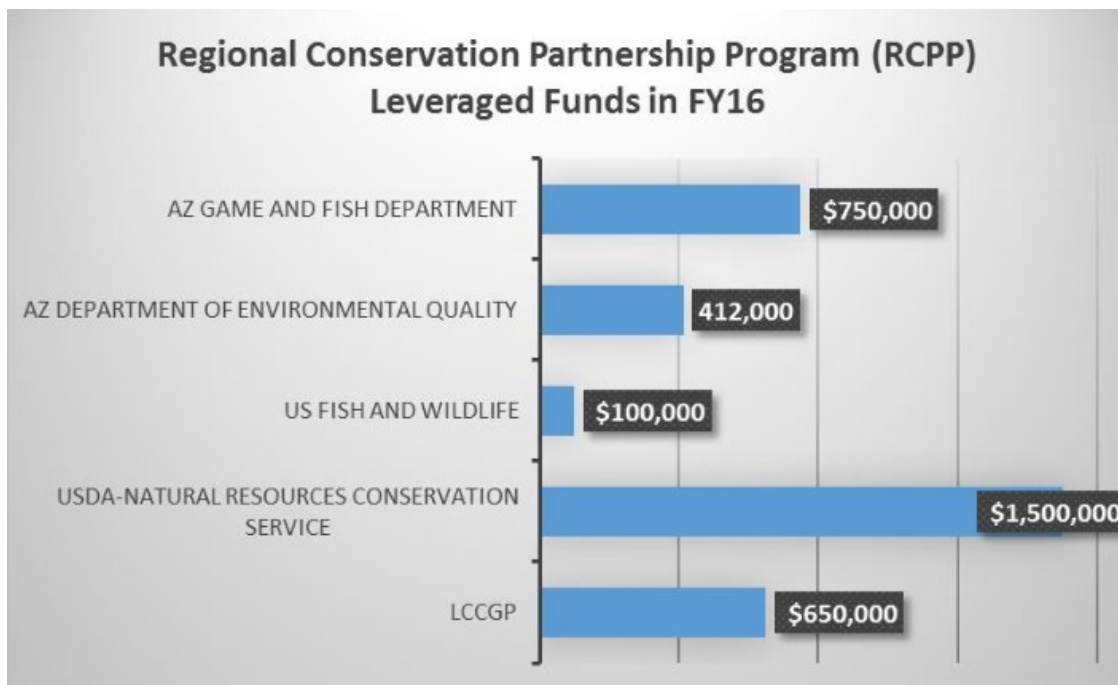 Regional Conservation Partnership Program (RCPP)
Leveraged Funds in FY16
AZ GAME AND FISH DEPARTMENT
$750,000
AZ DEPARTMENT OF ENVIRONMENTAL QUALITY
412,000
US FISH AND WILDLIFE
$100,000
USDA-NATURAL RESOURCES CONSERVATION
SERVICE
$1,500,000
LCCGP
$650,000